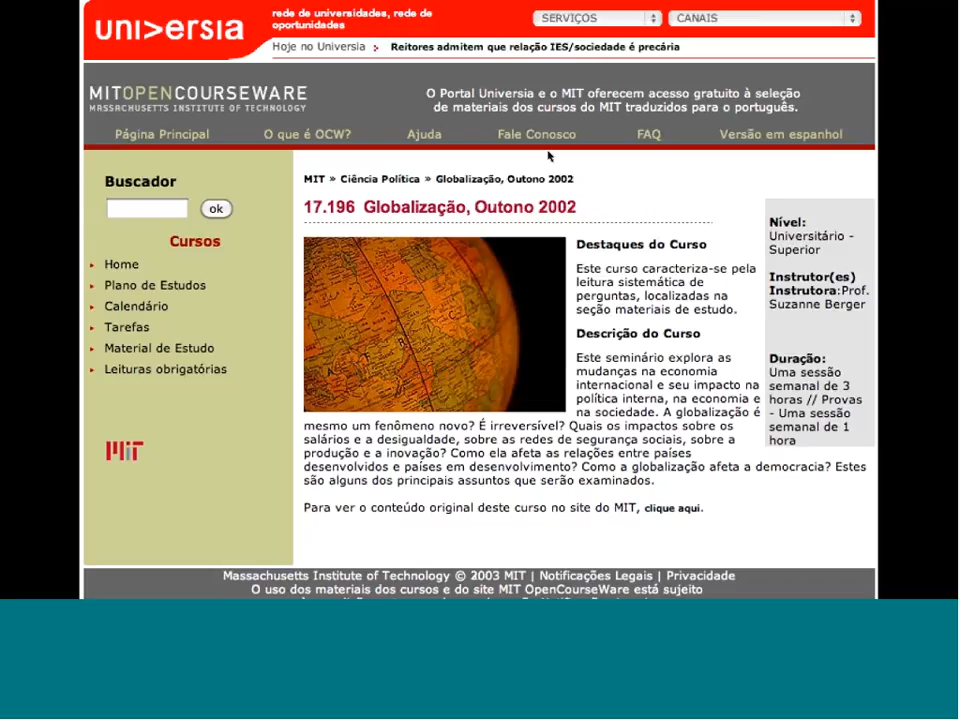 uni>ersia
rede de universidades, rede de
oportunidades
SERVIÇOS
CANAIS
Hoje no Universia
Reitores admitem que relação IES/sociedade é precária
MITOPENCOURSEWARE
MASSACHUSETTS INSTITUTE OF TECHNOLOGY
O Portal Universia e o MIT oferecem acesso gratuito à seleção
de materiais dos cursos do MIT traduzidos para o português.
Página Principal
O que é OCW?
Ajuda
Fale Conosco
FAQ
Versão em espanhol
Buscador
ok
Cursos
Home
Plano de Estudos
Calendário
Tarefas
Material de Estudo
Leituras obrigatórias
MIT
MIT » Ciência Política » Globalização, Outono 2002
17.196 Globalização, Outono 2002
Destaques do Curso
Este curso caracteriza-se pela
leitura sistemática de
perguntas, localizadas na
seção materiais de estudo.
Descrição do Curso
Este seminário explora as
mudanças na economia
internacional e seu impacto na
política interna, na economia e
na sociedade. A globalização é
mesmo um fenômeno novo? É irreversível? Quais os impactos sobre os
salários e a desigualdade, sobre as redes de segurança sociais, sobre a
produção e a inovação? Como ela afeta as relações entre países
desenvolvidos e países em desenvolvimento? Como a globalização afeta a democracia? Estes
são alguns dos principais assuntos que serão examinados.
Para ver o conteúdo original deste curso no site do MIT, clique aqui.
Nível:
Universitário -
Superior
Instrutor(es)
Instrutora:Prof.
Suzanne Berger
Duração:
Uma sessão
semanal de 3
horas // Provas
- Uma sessão
semanal de 1
hora
Massachusetts Institute of Technology © 2003 MIT | Notificações Legais | Privacidade
O uso dos materiais dos cursos e do site MIT OpenCourseWare está sujeito